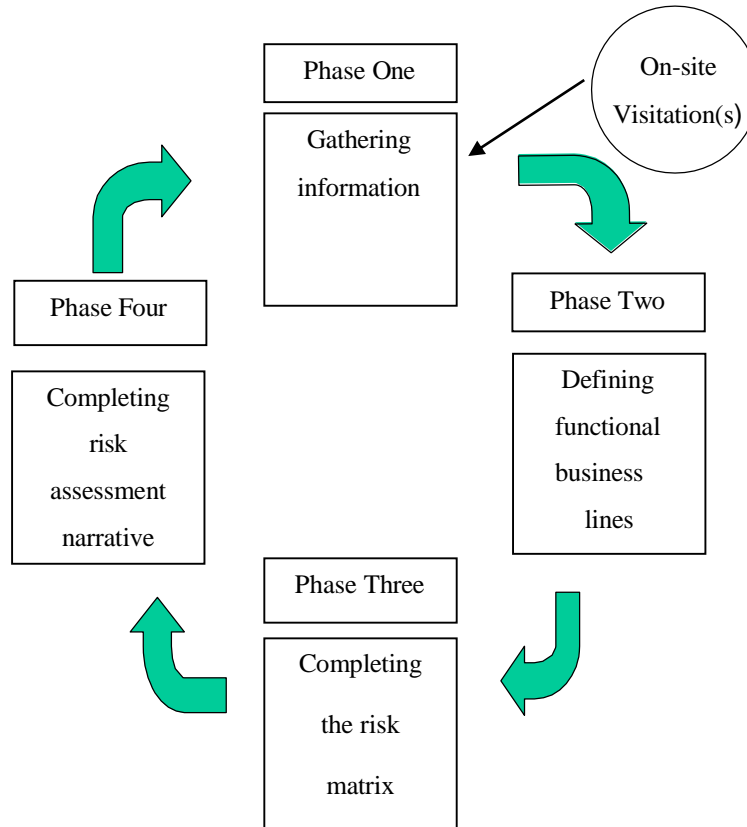 Phase One
Gathering
information
On-site
Visitation(s)
Phase Two
Defining
functional
business
lines
Phase Three
Completing
the risk
matrix
Phase Four
Completing
risk
assessment
narrative